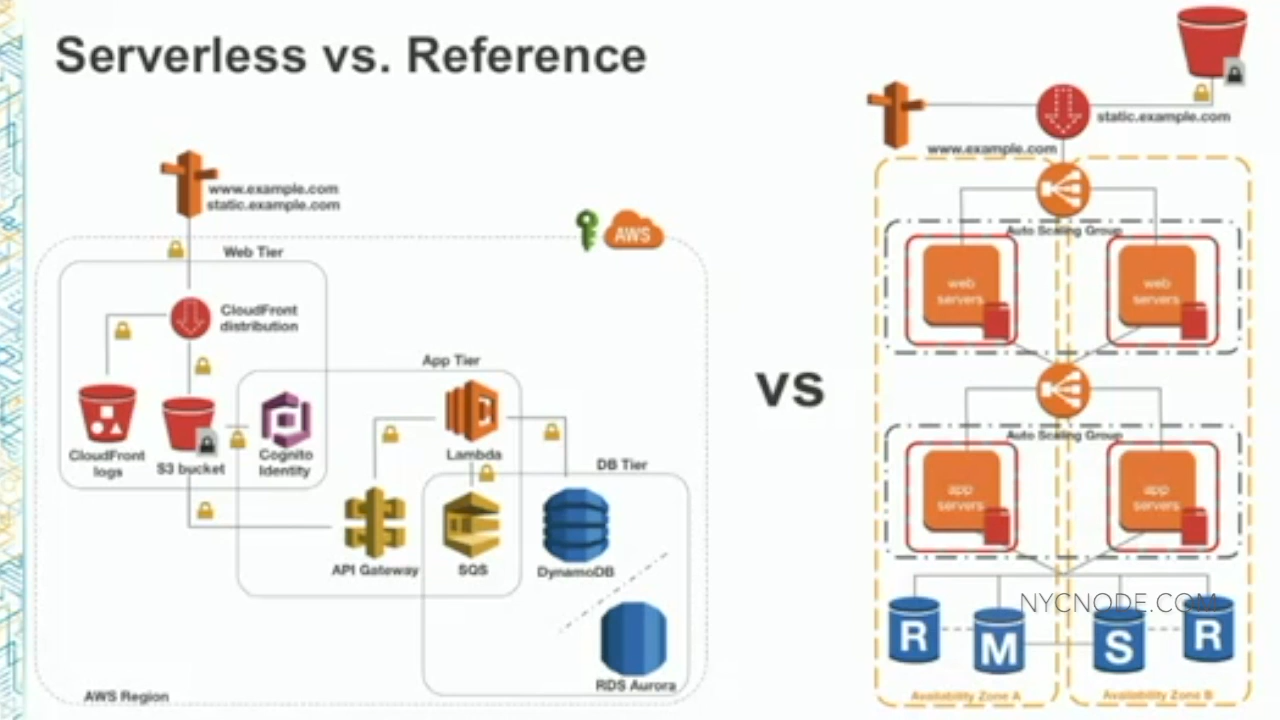 Serverless vs. Reference
www.example.com
static.example.com
AWS
Web Tier
CloudFront
distribution
App Tier
CloudFront
logs
S3 bucket
Cognito
Identity
Lambda
DB Tier
API Gateway
SQS
DynamoDB
RDS Aurora
AWS Region
vs
static.example.com
www.example.com
Auto Scaling Group
web
servers
web
servers
Auto Scaling Group
app
servers
app
servers
NYCNODE.COM
R
M
S
R
Availability Zone A
Availability Zone B